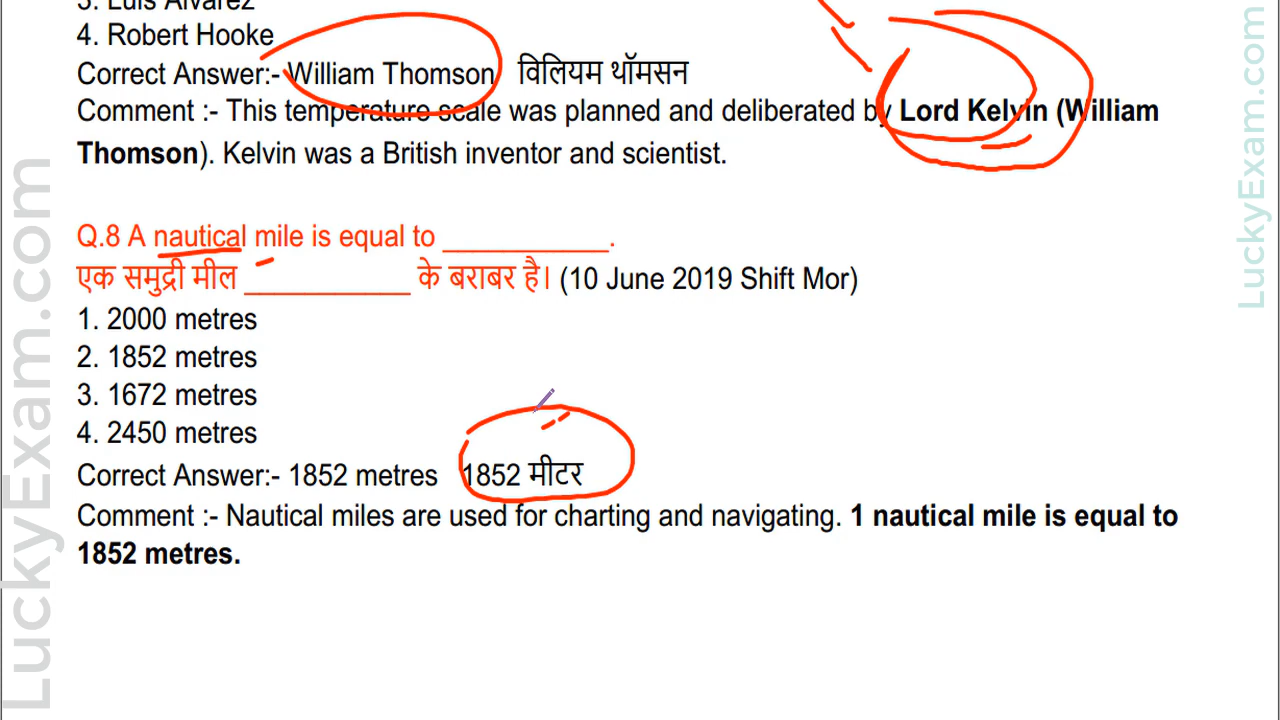 3. Luis Alvarez
4. Robert Hooke
Correct Answer:- William Thomson विलियम थॉमसन
Comment :- This temperature scale was planned and deliberated by Lord Kelvin (William
Thomson). Kelvin was a British inventor and scientist.
Q.8 A nautical mile is equal to ___________.
एक समुद्री मील ___________ के बराबर है। (10 June 2019 Shift Mor)
1. 2000 metres
2. 1852 metres
3. 1672 metres
4. 2450 metres
Correct Answer:- 1852 metres 1852 मीटर
Comment :- Nautical miles are used for charting and navigating. 1 nautical mile is equal to
1852 metres.
LuckyExam.com
LuckyExam.com